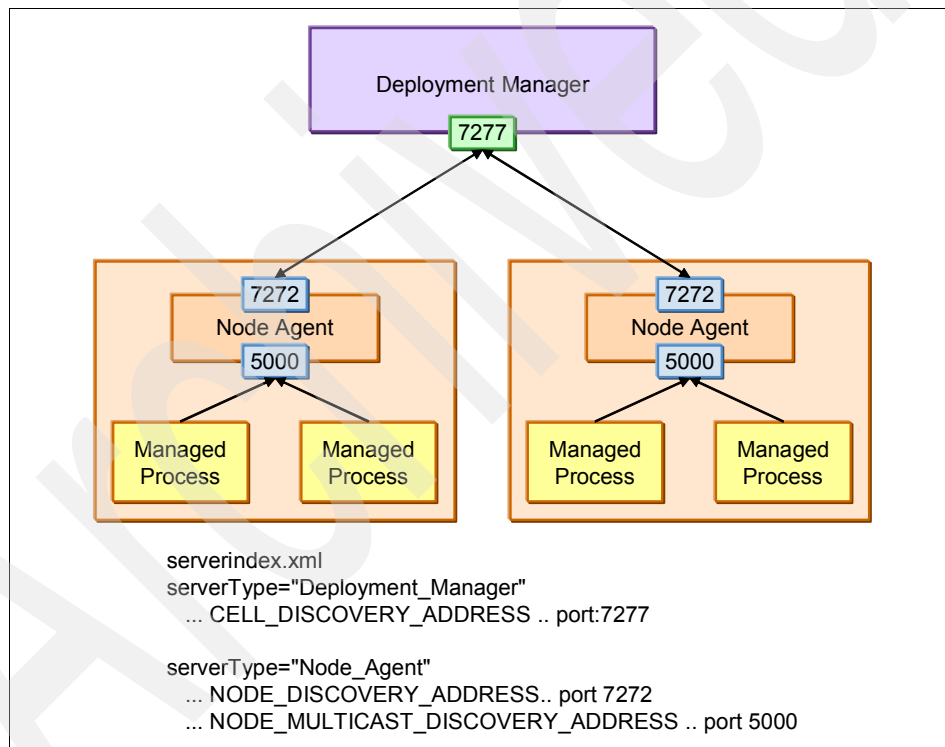 Deployment Manager
7277
7272
7272
Node Agent
Node Agent
5000
5000
Managed
Process
Managed
Process
Managed
Process
Managed
Process
serverindex.xml
serverType="Deployment_Manager"
... CELL_DISCOVERY_ADDRESS .. port:7277
serverType="Node_Agent"
... NODE_DISCOVERY_ADDRESS.. port 7272
... NODE_MULTICAST_DISCOVERY_ADDRESS .. port 5000
Archived